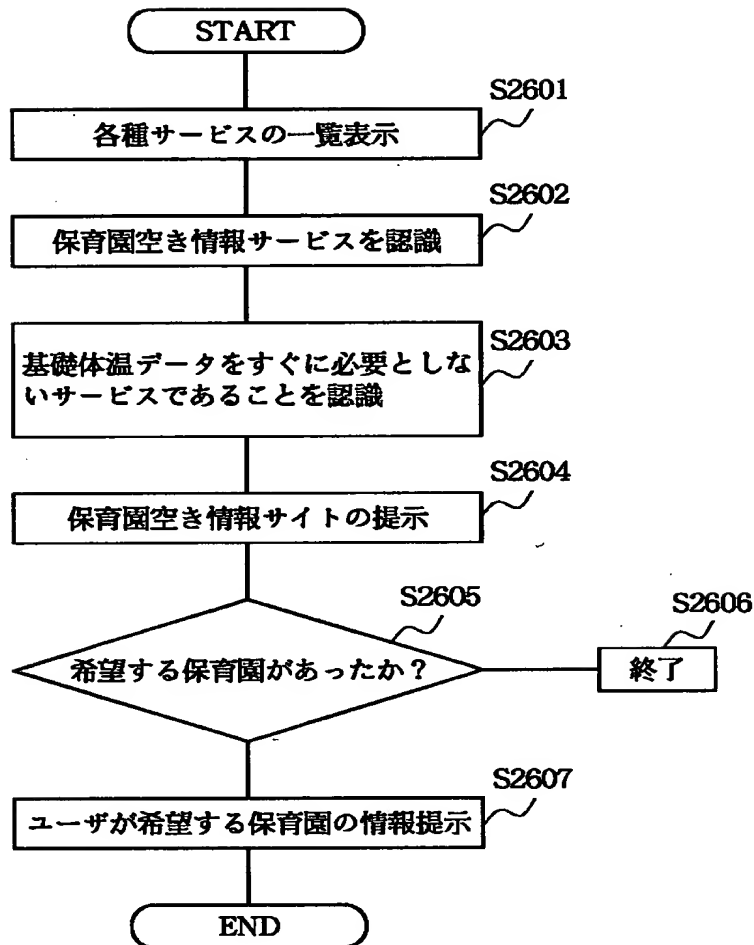 START
S2601
各種サービスの一覧表示
S2602
保育園空き情報サービスを認識
S2603
基礎体温データをすぐに必要としな
いサービスであることを認識
S2604
保育園空き情報サイトの提示
S2605
希望する保育園があったか？
S2606
終了
S2607
ユーザが希望する保育園の情報提示
END